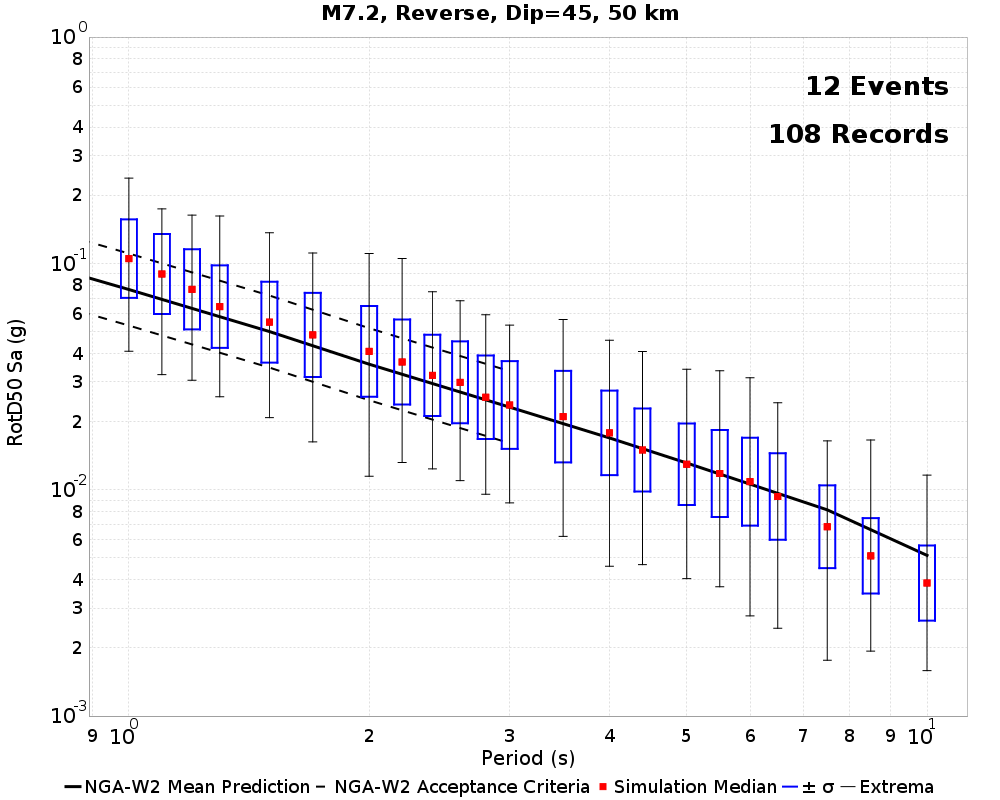 M7.2, Reverse, Dip=45, 50 km
12 Events
108 Records
RotD50 Sa (g)
10^0
8
6
4
3
2
10^-1
8
6
4
3
2
10^-2
8
6
4
3
2
10^-3
9 10^0 2 3 4 5 6 7 8 9 10^1
Period (s)
NGA-W2 Mean Prediction NGA-W2 Acceptance Criteria Simulation Median ± σ Extrema